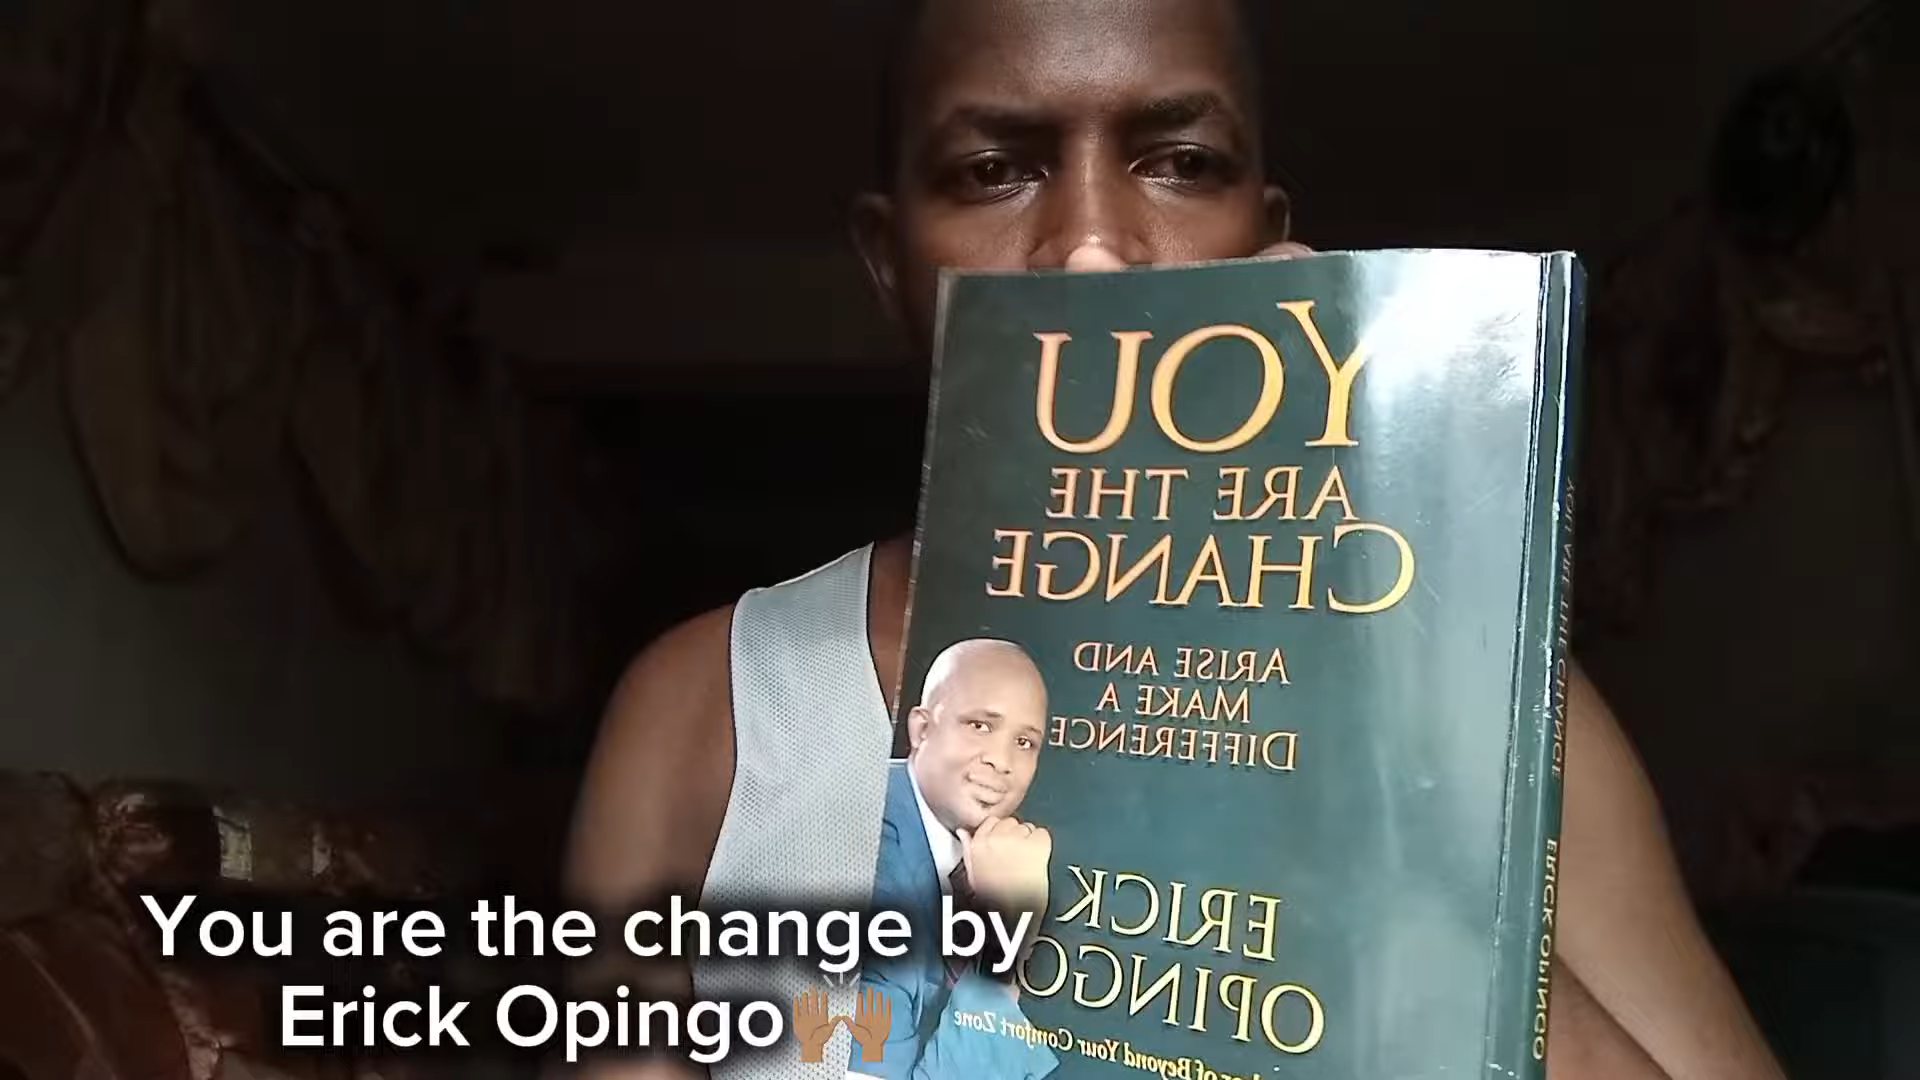 YOU
ARE THE
CHANGE
ARISE AND
MAKE A
DIFFERENCE
ERICK
OPINGO
of Beyond Your Comfort Zone
YOU ARE THE CHANGE ERICK OPINGO
You are the change by
Erick Opingo🙌🏾